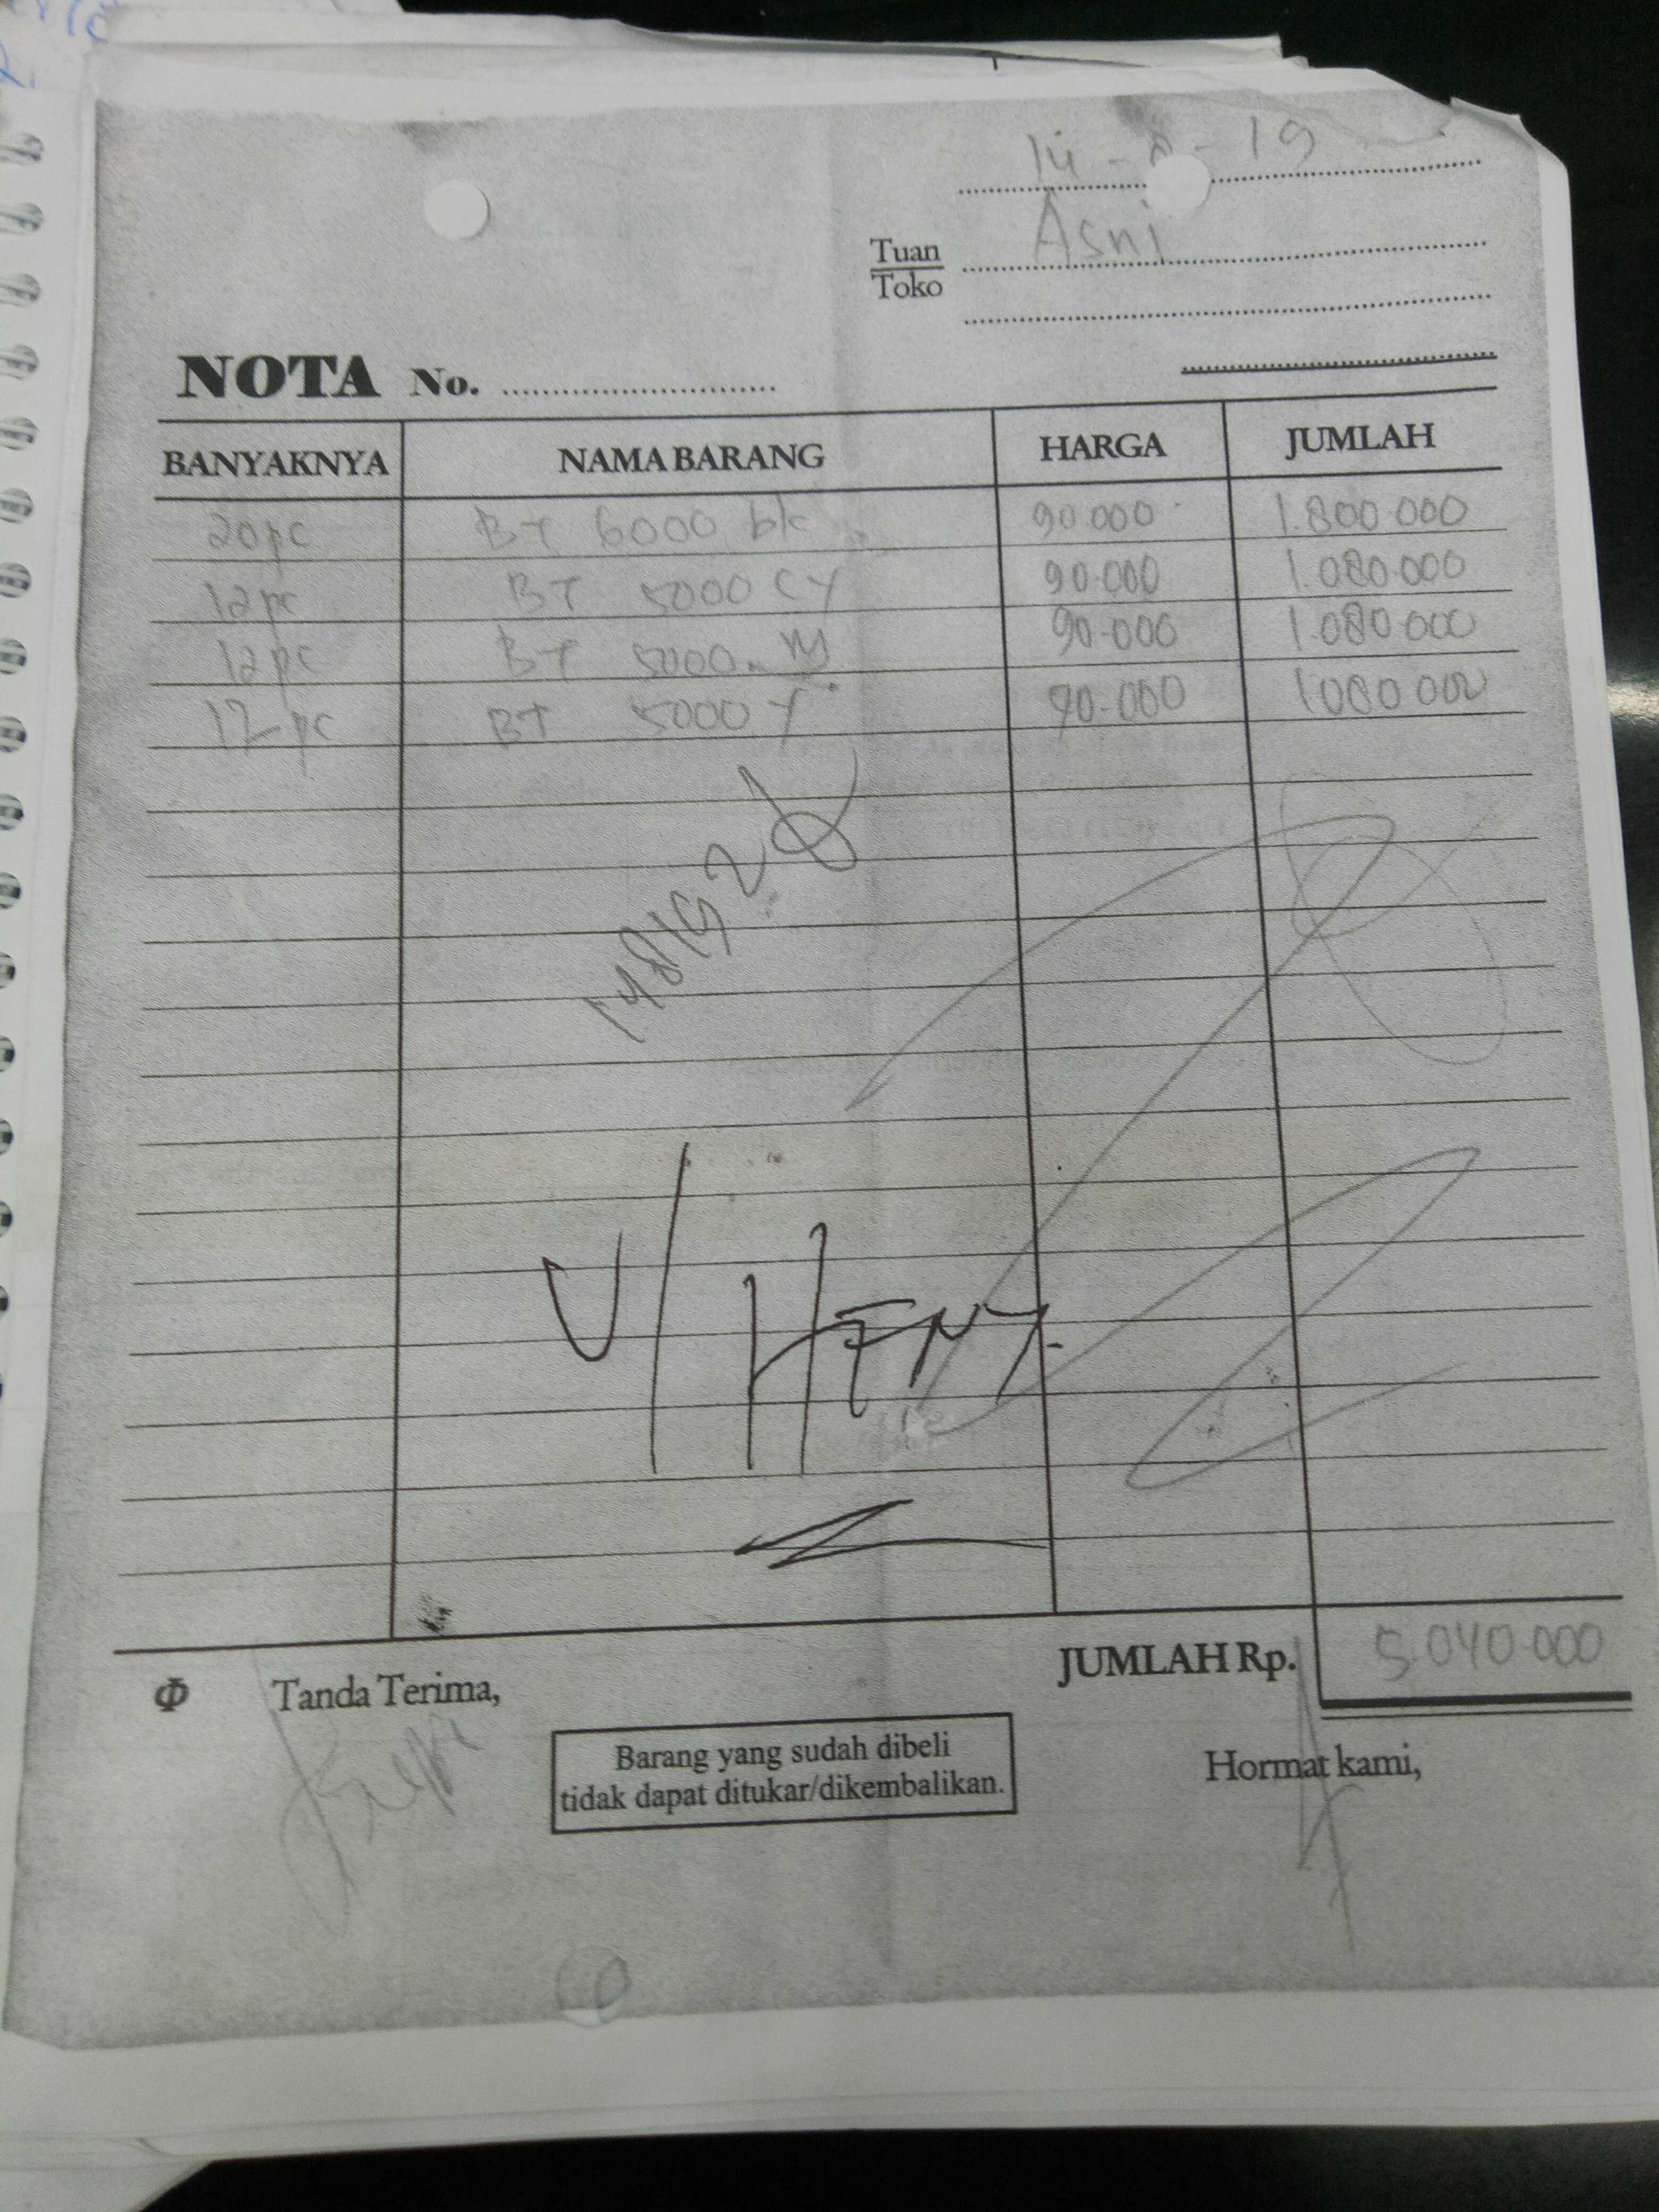 Asni
Tuan
Toko
NOTA No.
BANYAKNYA NAMA BARANG HARGA JUMLAH
20pc BT 6000 bk 90.000 1.800.000
12pc BT 5000 CY 90.000 1.080.000
12pc BT 5000 M 90.000 1.080.000
12pc BT 5000 Y 90.000 1080 000
U/ HENY
JUMLAH Rp. 5.040.000
Φ Tanda Terima,
Barang yang sudah dibeli
tidak dapat ditukar/dikembalikan.
Hormat kami,